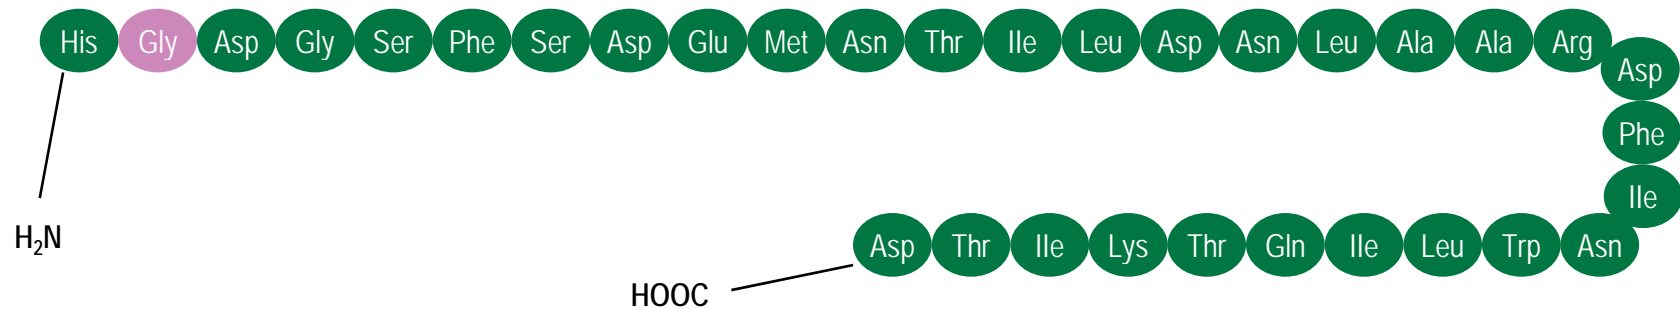 His Gly Asp Gly Ser Phe Ser Asp Glu Met Asn Thr Ile Leu Asp Asn Leu Ala Ala Arg
Asp
Phe
Ile
H₂N
Asp Thr Ile Lys Thr Gln Ile Leu Trp Asn
HOOC